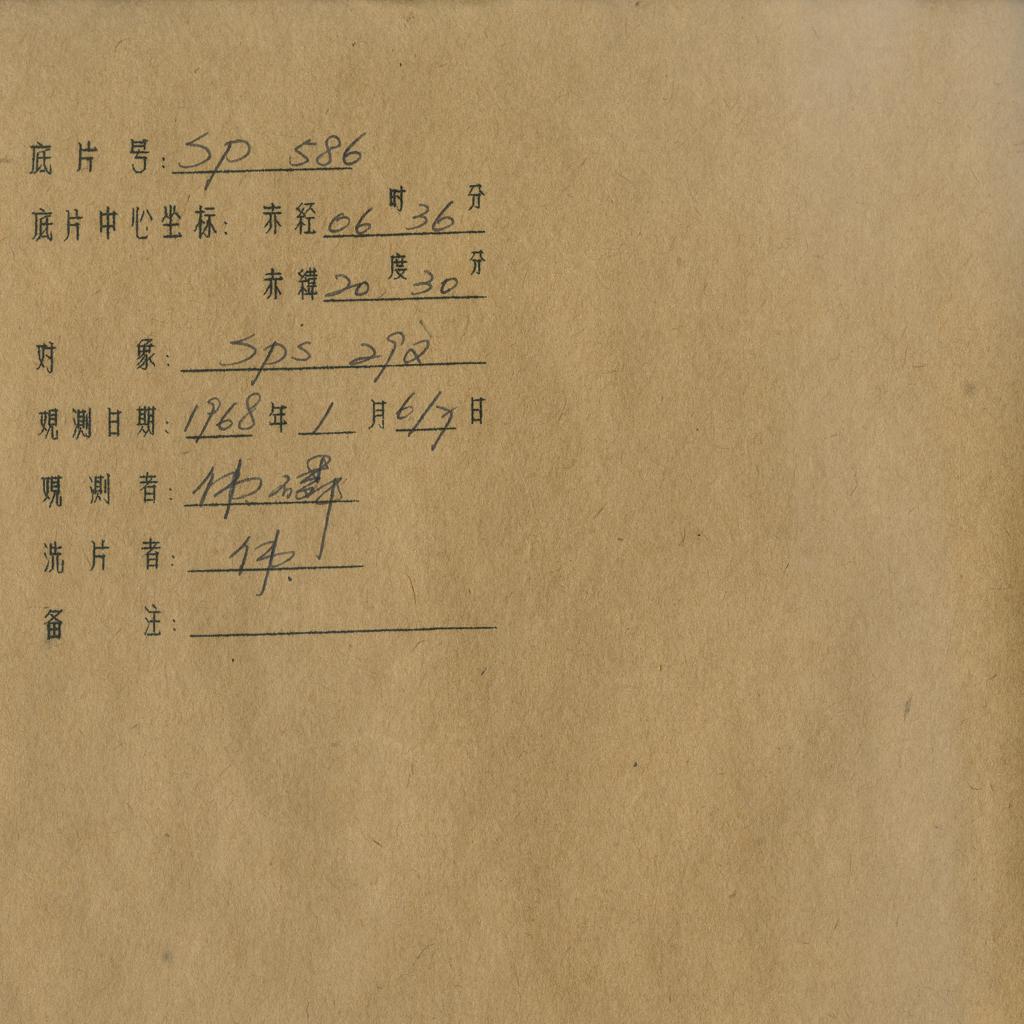 底片号: SP 586
底片中心坐标: 赤经 06 时 36 分
赤緯 20 度 30 分
对象: SPS 292
观測日期: 1968 年 1 月 6/7 日
观測者:
洗片者:
备注: